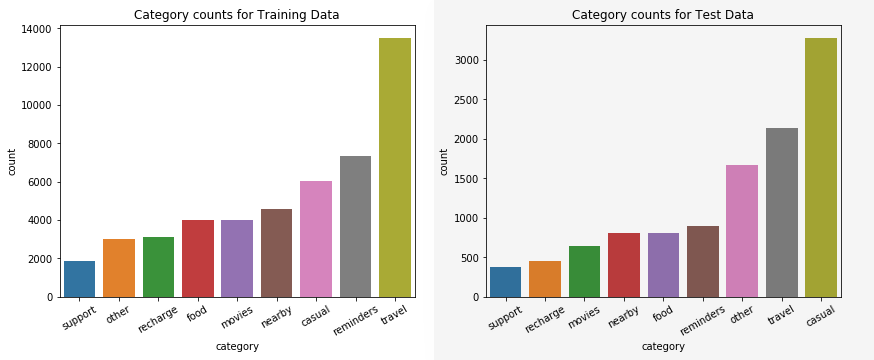 Category counts for Training Data
14000
12000
10000
8000
6000
4000
2000
0
count
support other recharge food movies nearby casual reminders travel
category
Category counts for Test Data
3000
2500
2000
1500
1000
500
0
count
support recharge movies nearby food reminders other travel casual
category